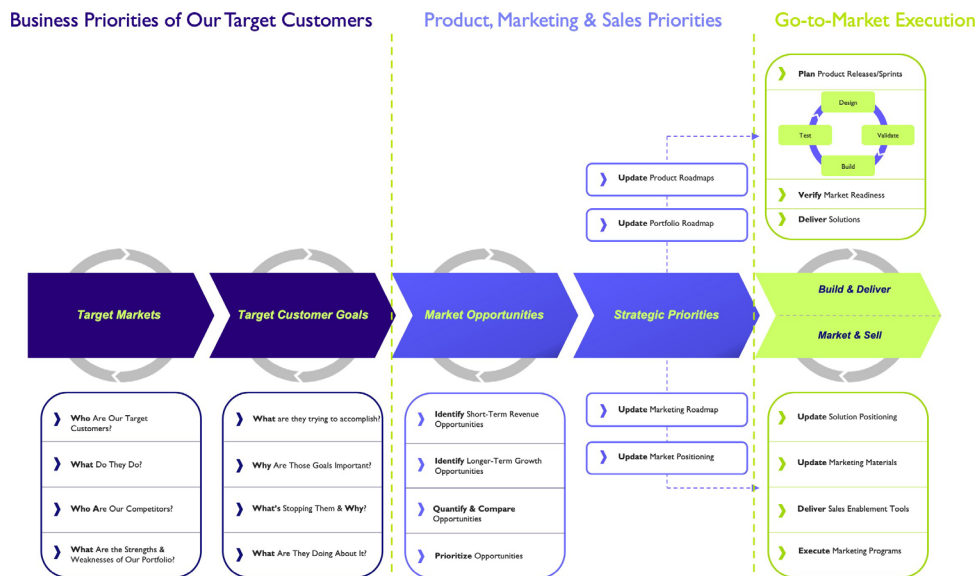 Business Priorities of Our Target Customers
Product, Marketing & Sales Priorities
Go-to-Market Execution
Plan Product Releases/Sprints
Design
Test
Validate
Build
Verify Market Readiness
Deliver Solutions
Update Product Roadmaps
Update Portfolio Roadmap
Target Markets
Target Customer Goals
Market Opportunities
Strategic Priorities
Build & Deliver
Market & Sell
Who Are Our Target
Customers?
What Do They Do?
Who Are Our Competitors?
What Are the Strengths &
Weaknesses of Our Portfolio?
What are they trying to accomplish?
Why Are Those Goals Important?
What's Stopping Them & Why?
What Are They Doing About It?
Identify Short-Term Revenue
Opportunities
Identify Longer-Term Growth
Opportunities
Quantify & Compare
Opportunities
Prioritize Opportunities
Update Marketing Roadmap
Update Market Positioning
Update Solution Positioning
Update Marketing Materials
Deliver Sales Enablement Tools
Execute Marketing Programs